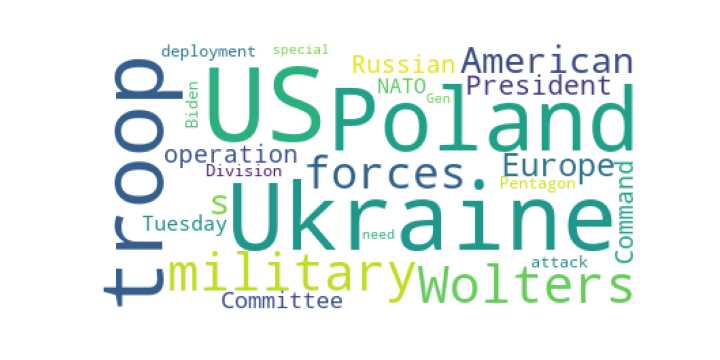 deployment
special
troop
Biden
US
Russian
American
NATO
President
Gen
Poland
operation
Division
forces
Europe
Pentagon
Command
s
Ukraine
Tuesday
need
military
attack
Wolters
Committee